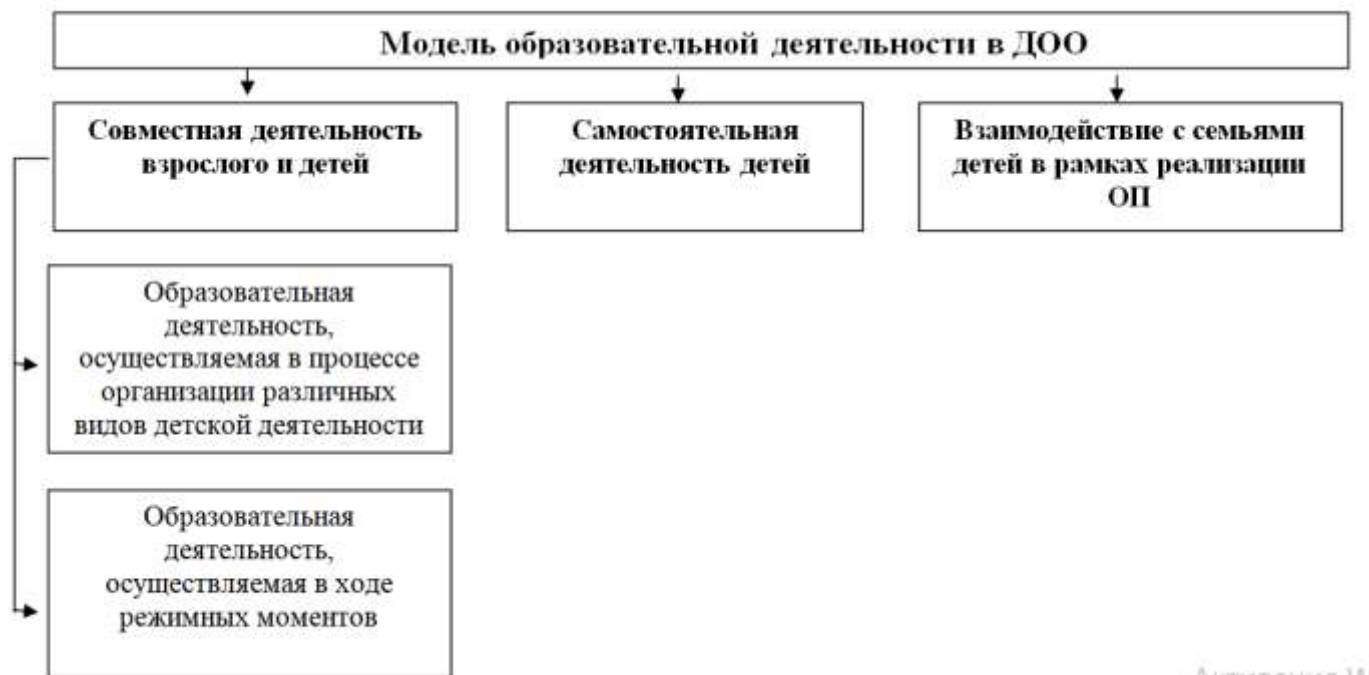 Модель образовательной деятельности в ДОО
Совместная деятельность
взрослого и детей
Самостоятельная
деятельность детей
Взаимодействие с семьями
детей в рамках реализации
ОП
Образовательная
деятельность,
осуществляемая в процессе
организации различных
видов детской деятельности
Образовательная
деятельность,
осуществляемая в ходе
режимных моментов